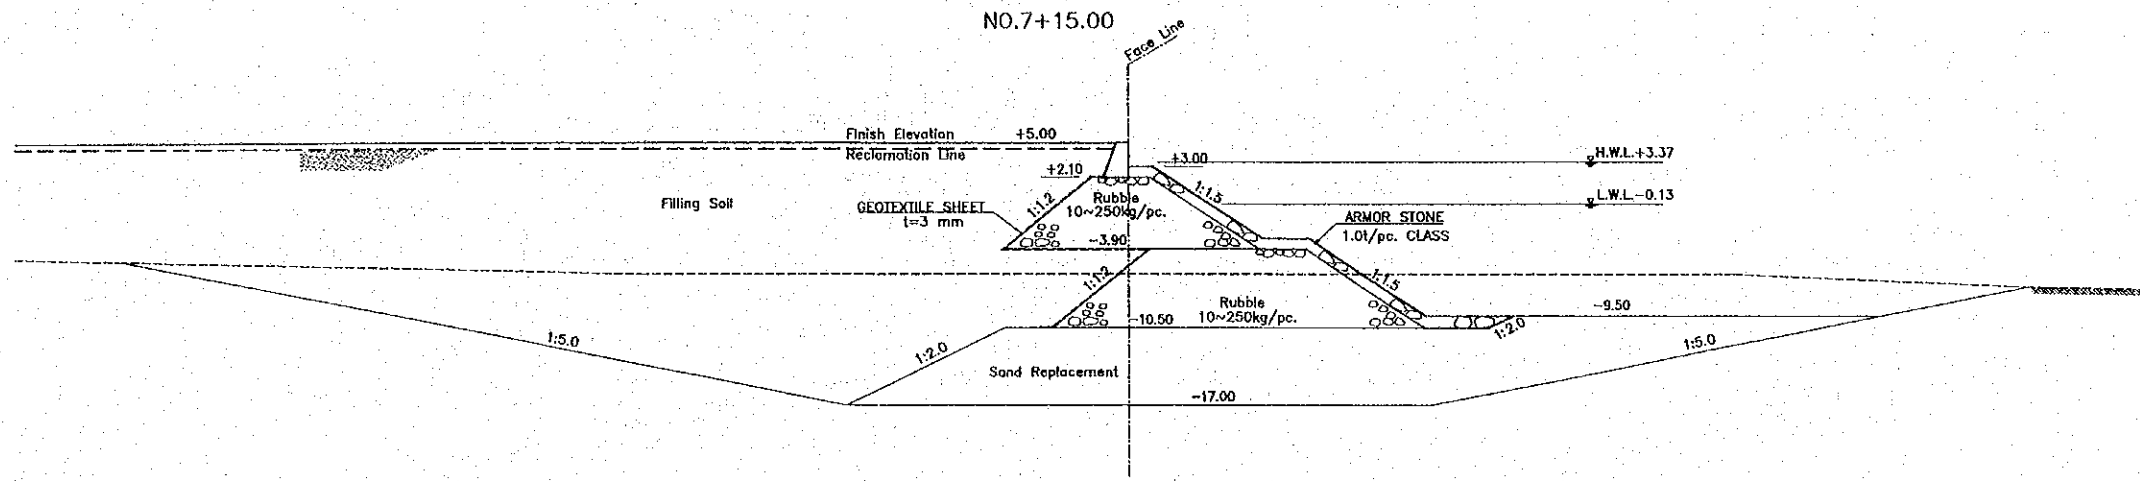 NO.7+15.00
Face Line
Finish Elevation +5.00
Reclamation Line
H.W.L.+3.37
+3.00
+2.10
1:1.5
L.W.L.-0.13
Filling Soil
GEOTEXTILE SHEET
t=3 mm
1:1.2
Rubble
10~250kg/pc.
ARMOR STONE
1.0t/pc. CLASS
-3.90
1:1.2
1:1.5
Rubble
10~250kg/pc.
-9.50
-10.50
1:2.0
1:5.0
1:2.0
1:5.0
Sand Replacement
-17.00